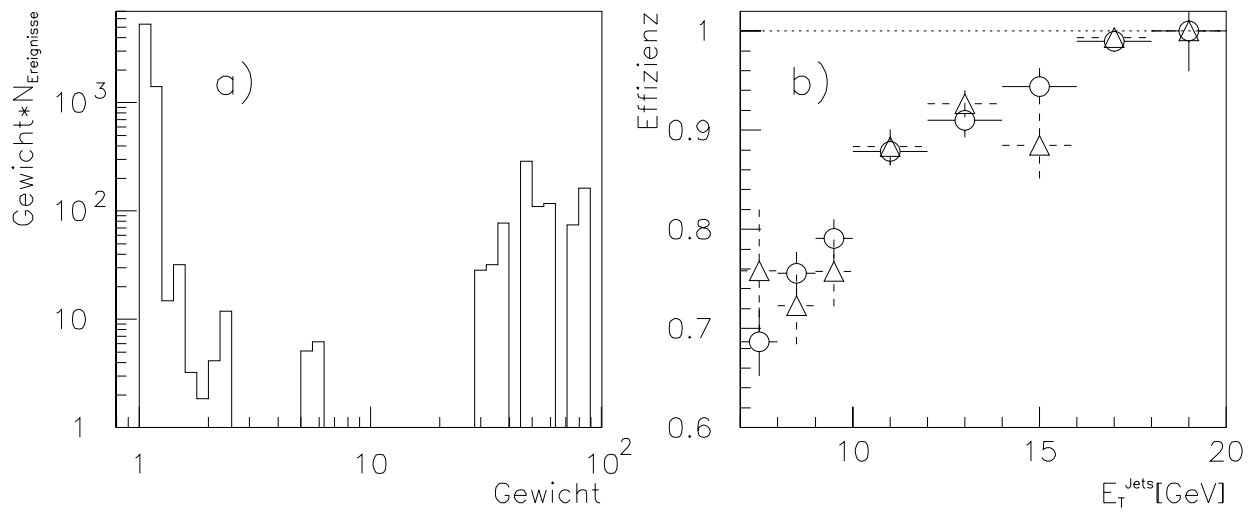 Gewicht*N_Ereignisse
a)
10^3
10^2
10
1
1
10
10^2
Gewicht
Effizienz
b)
1
0.9
0.8
0.7
0.6
10
15
20
E_T^Jets[GeV]